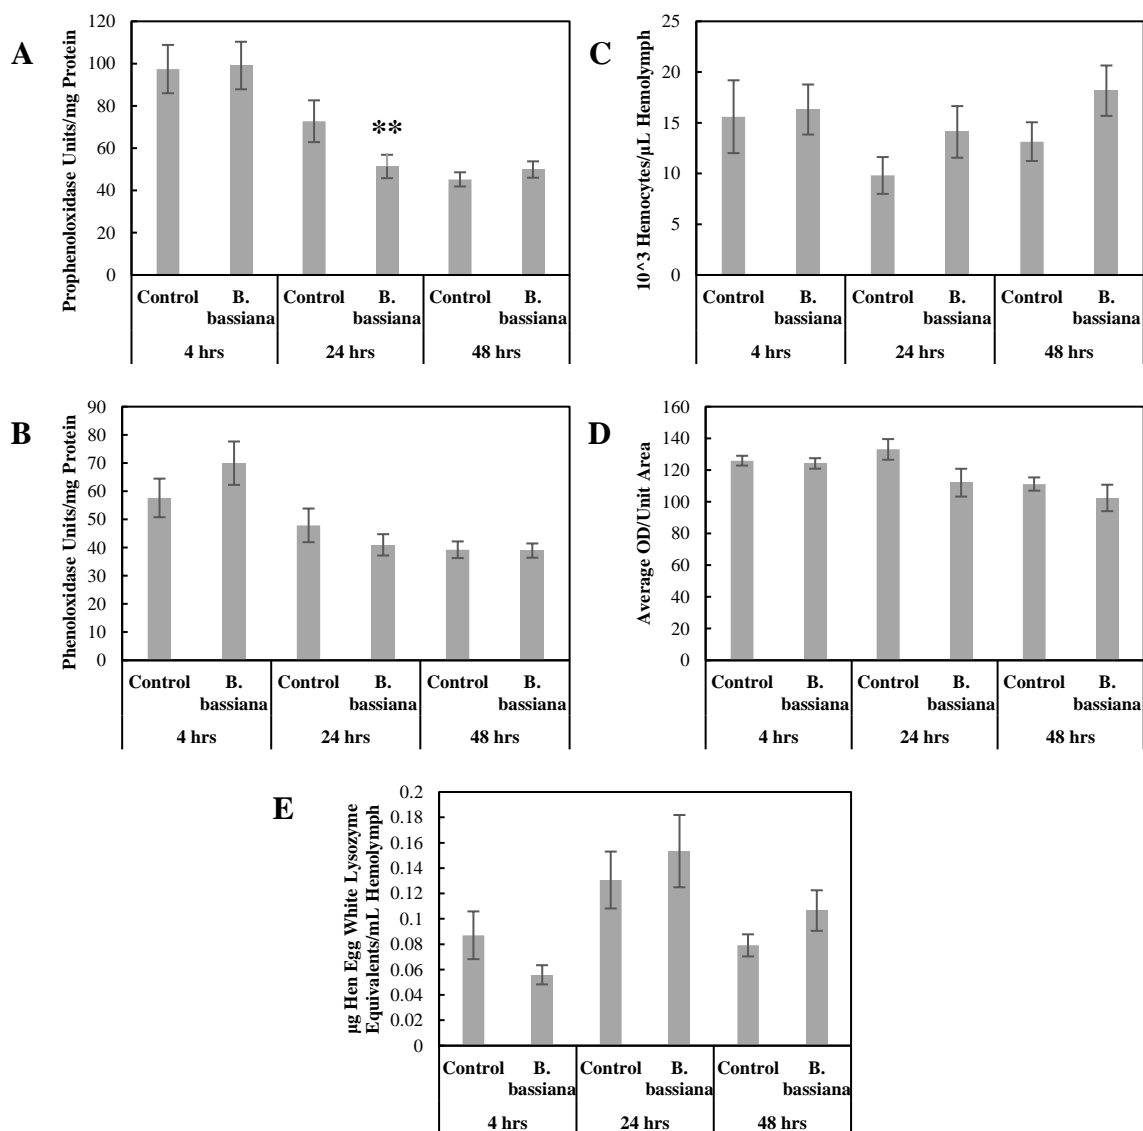 A
Prophenoloxidase Units/mg Protein
120
100
80
60
40
20
0
**
Control B. Control B. Control B.
bassiana bassiana bassiana
4 hrs 24 hrs 48 hrs
C
10^3 Hemocytes/µL Hemolymph
25
20
15
10
5
0
Control B. Control B. Control B.
bassiana bassiana bassiana
4 hrs 24 hrs 48 hrs
B
Phenoloxidase Units/mg Protein
90
80
70
60
50
40
30
20
10
0
Control B. Control B. Control B.
bassiana bassiana bassiana
4 hrs 24 hrs 48 hrs
D
Average OD/Unit Area
160
140
120
100
80
60
40
20
0
Control B. Control B. Control B.
bassiana bassiana bassiana
4 hrs 24 hrs 48 hrs
E
µg Hen Egg White Lysozyme
Equivalents/mL Hemolymph
0.2
0.18
0.16
0.14
0.12
0.1
0.08
0.06
0.04
0.02
0
Control B. Control B. Control B.
bassiana bassiana bassiana
4 hrs 24 hrs 48 hrs